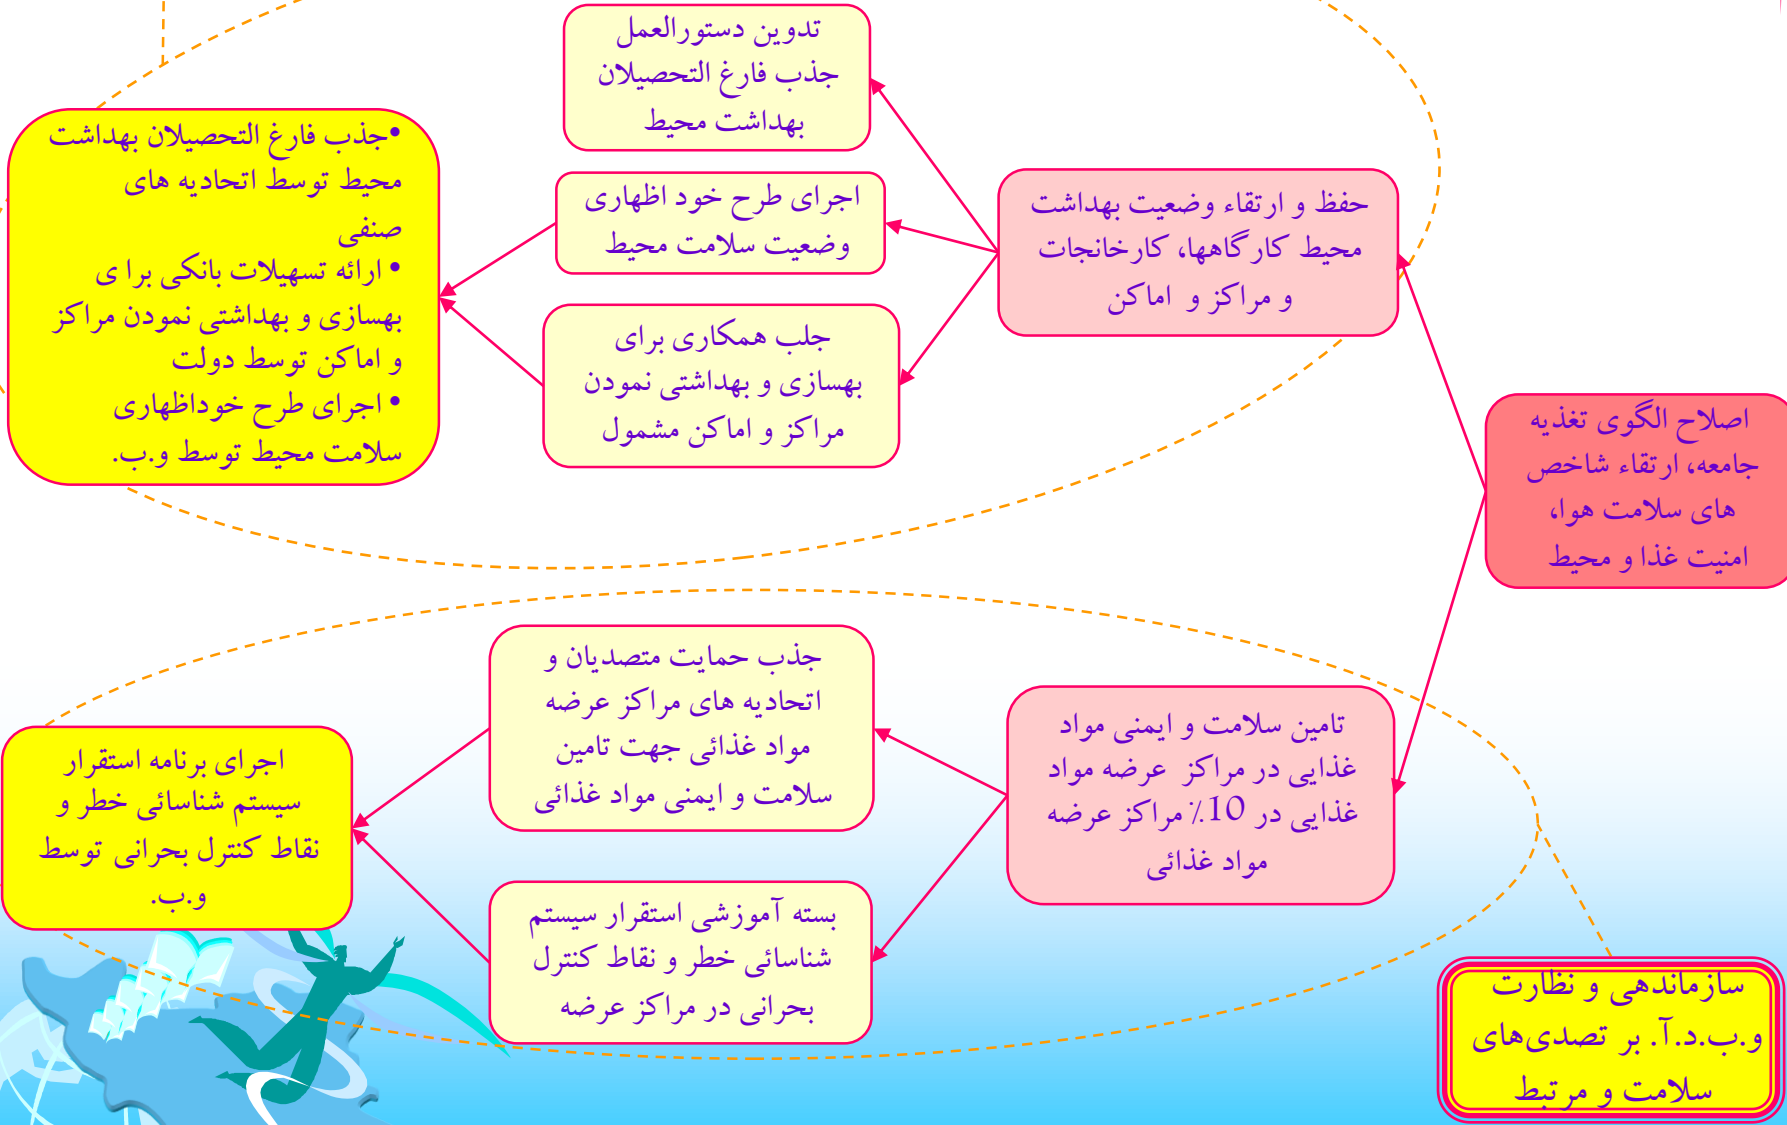 اصلاح الگوی تغذیه
جامعه، ارتقاء شاخص
های سلامت هوا،
امنیت غذا و محیط
حفظ و ارتقاء وضعیت بهداشت
محیط کارگاهها، کارخانجات
و مراکز و اماکن
تدوین دستورالعمل
جذب فارغ التحصیلان
بهداشت محیط
اجرای طرح خود اظهاری
وضعیت سلامت محیط
جلب همکاری برای
بهسازی و بهداشتی نمودن
مراکز و اماکن مشمول
•جذب فارغ التحصیلان بهداشت
محیط توسط اتحادیه های
صنفی
• ارائه تسهیلات بانکی برا ی
بهسازی و بهداشتی نمودن مراکز
و اماکن توسط دولت
• اجرای طرح خوداظهاری
سلامت محیط توسط و.ب.
تامین سلامت و ایمنی مواد
غذایی در مراکز عرضه مواد
غذایی در 10٪ مراکز عرضه
مواد غذائی
جذب حمایت متصدیان و
اتحادیه های مراکز عرضه
مواد غذائی جهت تامین
سلامت و ایمنی مواد غذائی
بسته آموزشی استقرار سیستم
شناسائی خطر و نقاط کنترل
بحرانی در مراکز عرضه
اجرای برنامه استقرار
سیستم شناسائی خطر و
نقاط کنترل بحرانی توسط
و.ب.
سازماندهی و نظارت
و.ب.د.آ. بر تصدی‌های
سلامت و مرتبط